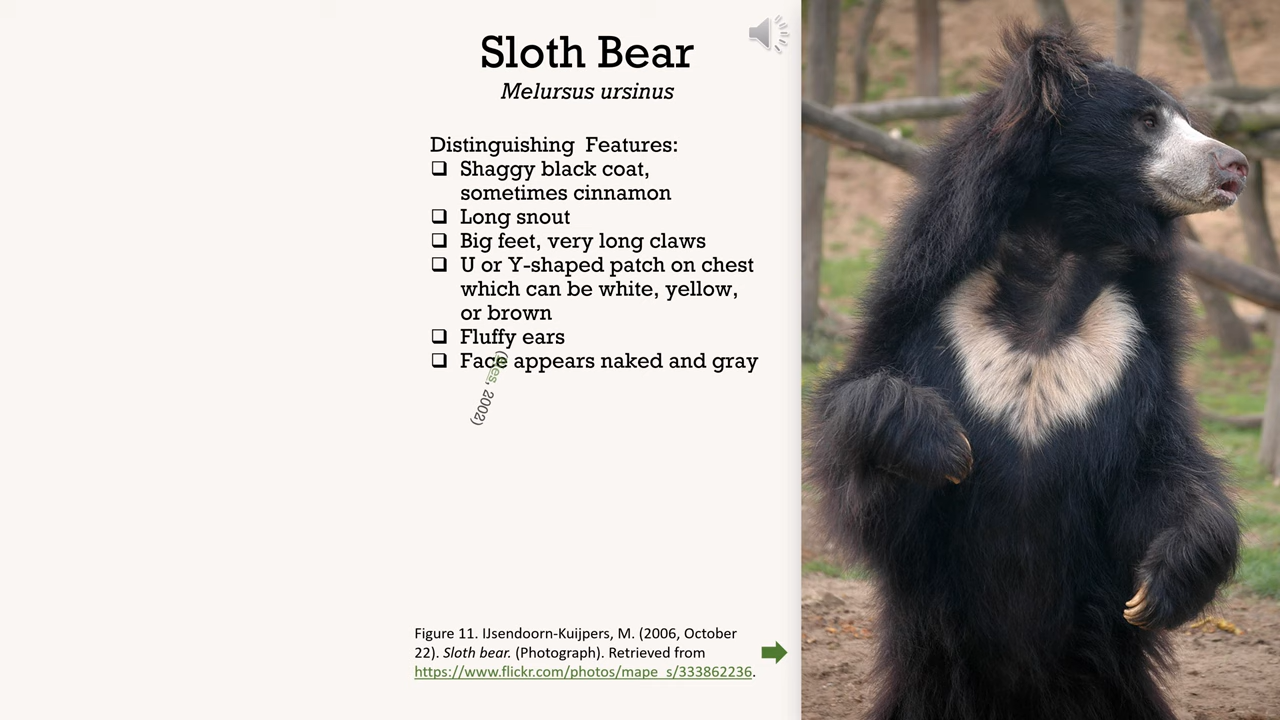 Sloth Bear
Melursus ursinus
Distinguishing Features:
❑ Shaggy black coat,
sometimes cinnamon
❑ Long snout
❑ Big feet, very long claws
❑ U or Y-shaped patch on chest
which can be white, yellow,
or brown
❑ Fluffy ears
❑ Face appears naked and gray
, 2002)
Figure 11. IJsendoorn-Kuijpers, M. (2006, October
22). Sloth bear. (Photograph). Retrieved from
https://www.flickr.com/photos/mape_s/333862236.